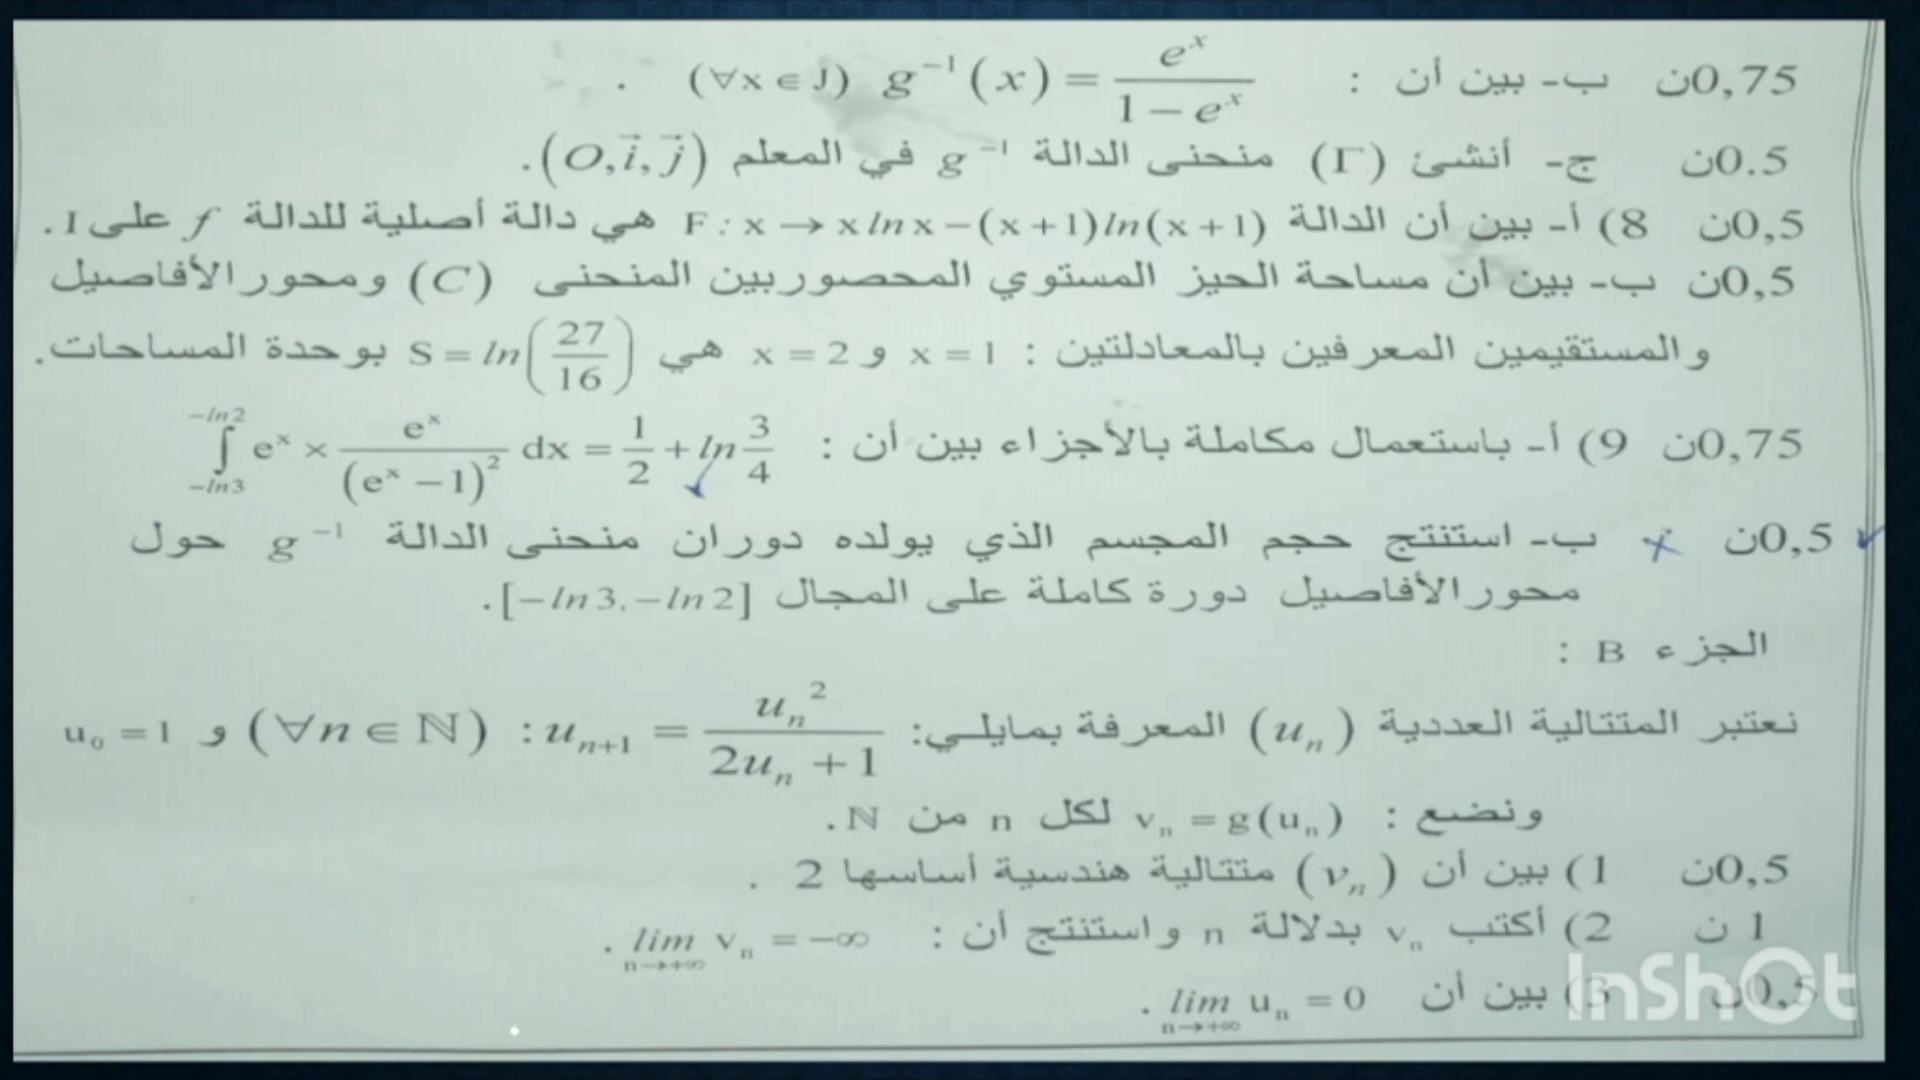 0,75ن ب- بين أن : (∀x ∈ J) g⁻¹(x) = eˣ / (1 − eˣ) .
0.5ن ج- أنشئ (Γ) منحنى الدالة g⁻¹ في المعلم (O, i, j).
0,5ن 8) أ- بين أن الدالة F : x → x ln x − (x+1) ln(x+1) هي دالة أصلية للدالة f على I.
0,5ن ب- بين أن مساحة الحيز المستوي المحصور بين المنحنى (C) ومحور الأفاصيل
والمستقيمين المعرفين بالمعادلتين : x = 1 و x = 2 هي S = ln(27/16) بوحدة المساحات.
0,75ن 9) أ- باستعمال مكاملة بالأجزاء بين أن : ∫_{-ln3}^{-ln2} eˣ × eˣ/(eˣ − 1)² dx = 1/2 + ln 3/4
0,5ن ب- استنتج حجم المجسم الذي يولده دوران منحنى الدالة g⁻¹ حول
محور الأفاصيل دورة كاملة على المجال [−ln 3, −ln 2].
الجزء B :
نعتبر المتتالية العددية (uₙ) المعرفة بمايلي: (∀n ∈ ℕ) : uₙ₊₁ = uₙ² / (2uₙ + 1) و u₀ = 1
ونضع : vₙ = g(uₙ) لكل n من ℕ.
0,5ن 1) بين أن (vₙ) متتالية هندسية أساسها 2 .
1 ن 2) أكتب vₙ بدلالة n واستنتج أن : lim_{n→+∞} vₙ = −∞ .
0,5ن 3) بين أن lim_{n→+∞} uₙ = 0 .
InShOt